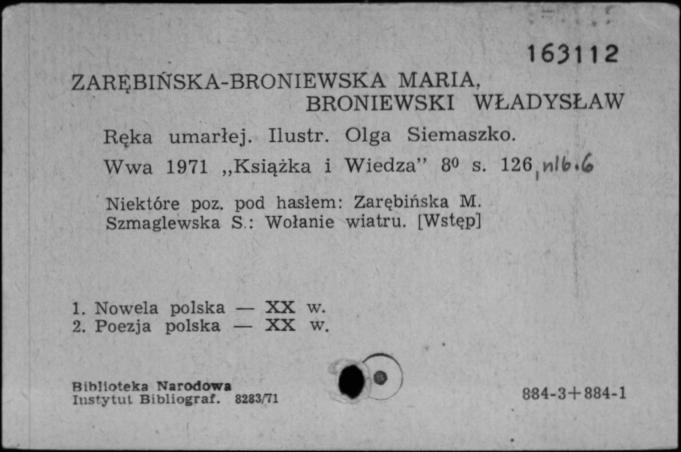 163112
ZARĘBIŃSKA-BRONIEWSKA MARIA,
BRONIEWSKI WŁADYSŁAW
Ręka umarłej. Ilustr. Olga Siemaszko.
Wwa 1971 „Książka i Wiedza” 8⁰ s. 126, nlb. 6
Niektóre poz. pod hasłem: Zarębińska M.
Szmaglewska S.: Wołanie wiatru. [Wstęp]
1. Nowela polska — XX w.
2. Poezja polska — XX w.
Biblioteka Narodowa
Instytut Bibliograf. 8283/71
884-3+884-1